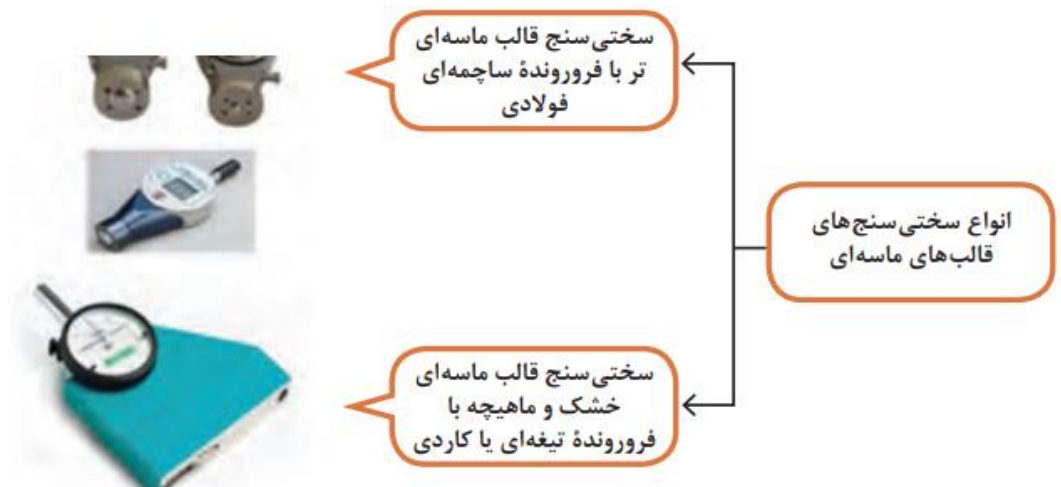 انواع سختی‌سنج‌های
قالب‌های ماسه‌ای
سختی‌سنج قالب ماسه‌ای
تر با فروروندهٔ ساچمه‌ای
فولادی
سختی‌سنج قالب ماسه‌ای
خشک و ماهیچه با
فروروندهٔ تیغه‌ای یا کاردی